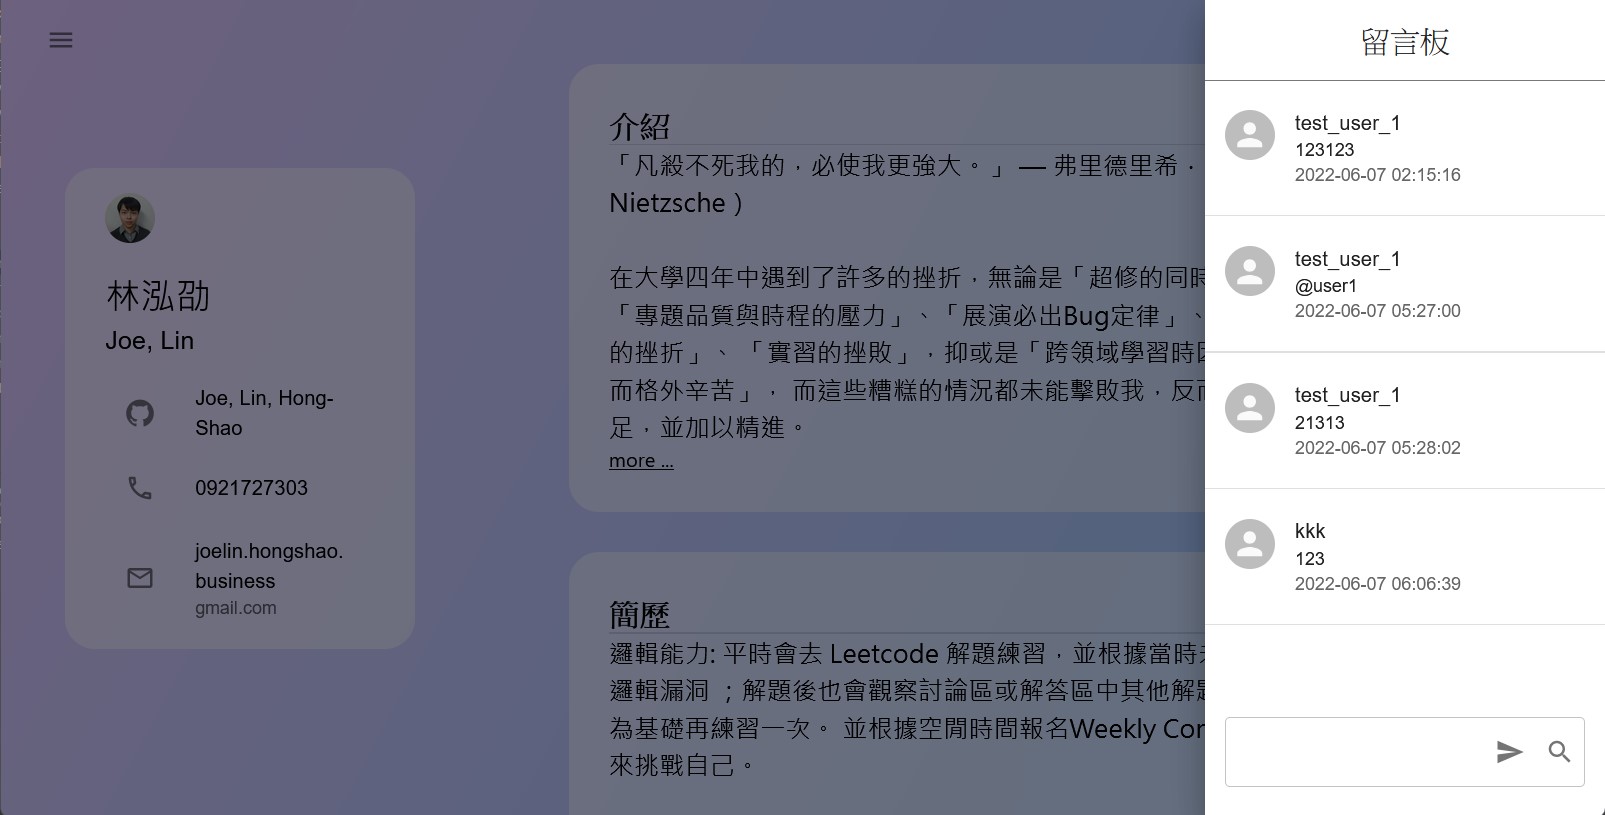 林泓劭
Joe, Lin
Joe, Lin, Hong-
Shao
0921727303
joelin.hongshao.
business
gmail.com
介紹
「凡殺不死我的，必使我更強大。」 — 弗里德里希．
Nietzsche )
在大學四年中遇到了許多的挫折，無論是「超修的同時
「專題品質與時程的壓力」、「展演必出Bug定律」、
的挫折」、 「實習的挫敗」，抑或是「跨領域學習時因
而格外辛苦」， 而這些糟糕的情況都未能擊敗我，反而
足，並加以精進。
more ...
簡歷
邏輯能力: 平時會去 Leetcode 解題練習，並根據當時
邏輯漏洞 ；解題後也會觀察討論區或解答區中其他解題
為基礎再練習一次。 並根據空閒時間報名Weekly Con
來挑戰自己。
留言板
test_user_1
123123
2022-06-07 02:15:16
test_user_1
@user1
2022-06-07 05:27:00
test_user_1
21313
2022-06-07 05:28:02
kkk
123
2022-06-07 06:06:39